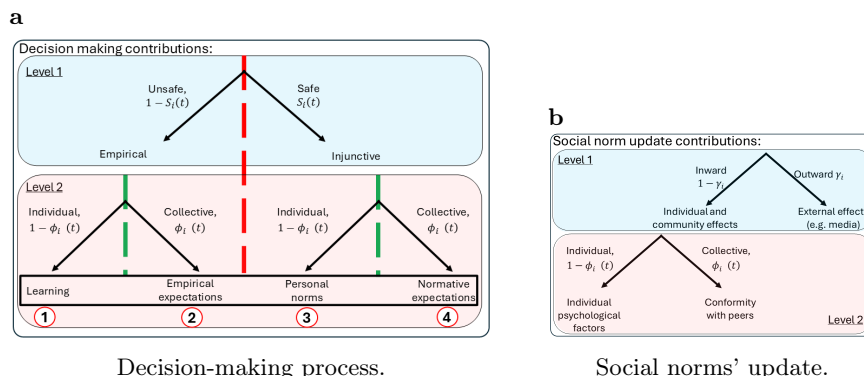 a
Decision making contributions:
Level 1
Unsafe,
1 − S_i(t)
Safe
S_i(t)
Empirical
Injunctive
Level 2
Individual,
1 − ϕ_i (t)
Collective,
ϕ_i (t)
Individual,
1 − ϕ_i (t)
Collective,
ϕ_i (t)
Learning
Empirical
expectations
Personal
norms
Normative
expectations
1
2
3
4
Decision-making process.
b
Social norm update contributions:
Level 1
Inward
1 − γ_i
Outward γ_i
Individual and
community effects
External effect
(e.g. media)
Individual,
1 − ϕ_i (t)
Collective,
ϕ_i (t)
Individual
psychological
factors
Conformity
with peers
Level 2
Social norms' update.